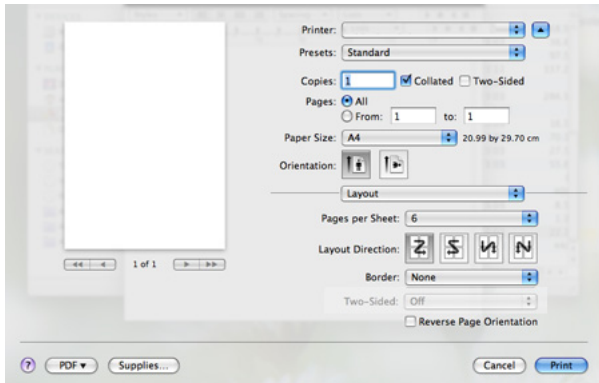 Printer:
Presets: Standard
Copies: 1 Collated Two-Sided
Pages: All
From: 1 to: 1
Paper Size: A4 20.99 by 29.70 cm
Orientation:
Layout
Pages per Sheet: 6
Layout Direction:
Border: None
Two-Sided: Off
Reverse Page Orientation
1 of 1
? PDF▼ Supplies... Cancel Print